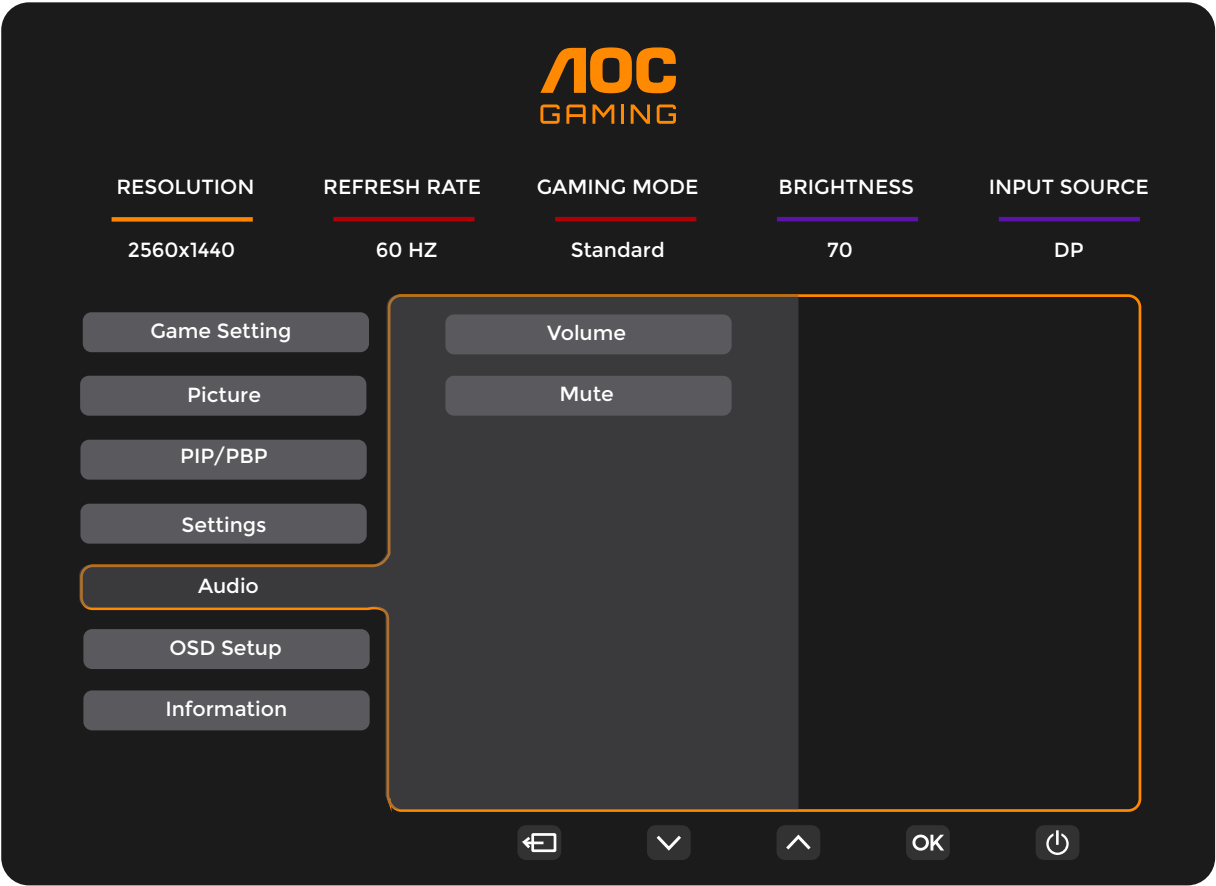 AOC
GAMING
RESOLUTION REFRESH RATE GAMING MODE BRIGHTNESS INPUT SOURCE
2560x1440 60 HZ Standard 70 DP
Game Setting
Volume
Picture
Mute
PIP/PBP
Settings
Audio
OSD Setup
Information
OK